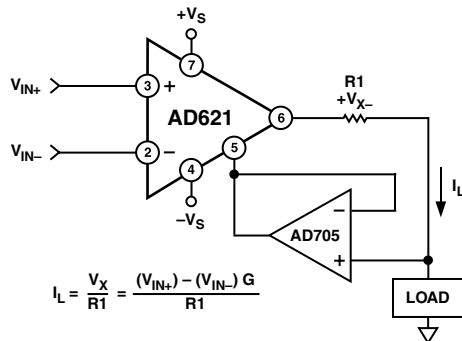 +VS
7
R1
+VX–
VIN+
3
+
AD621
6
VIN–
2
–
5
4
–VS
IL
–
AD705
+
LOAD
IL = VX / R1 = (VIN+) – (VIN–) G / R1